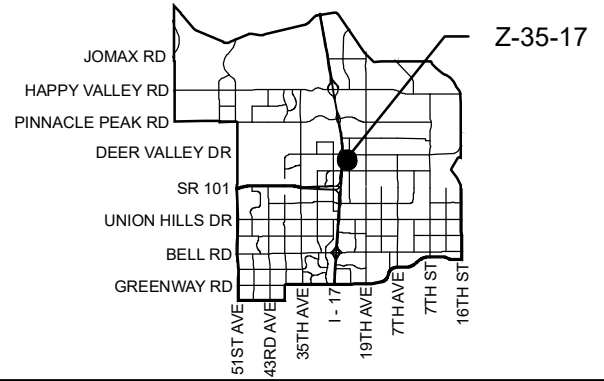 Z-35-17
JOMAX RD
HAPPY VALLEY RD
PINNACLE PEAK RD
DEER VALLEY DR
SR 101
UNION HILLS DR
BELL RD
GREENWAY RD
51ST AVE
43RD AVE
35TH AVE
I - 17
19TH AVE
7TH AVE
7TH ST
16TH ST